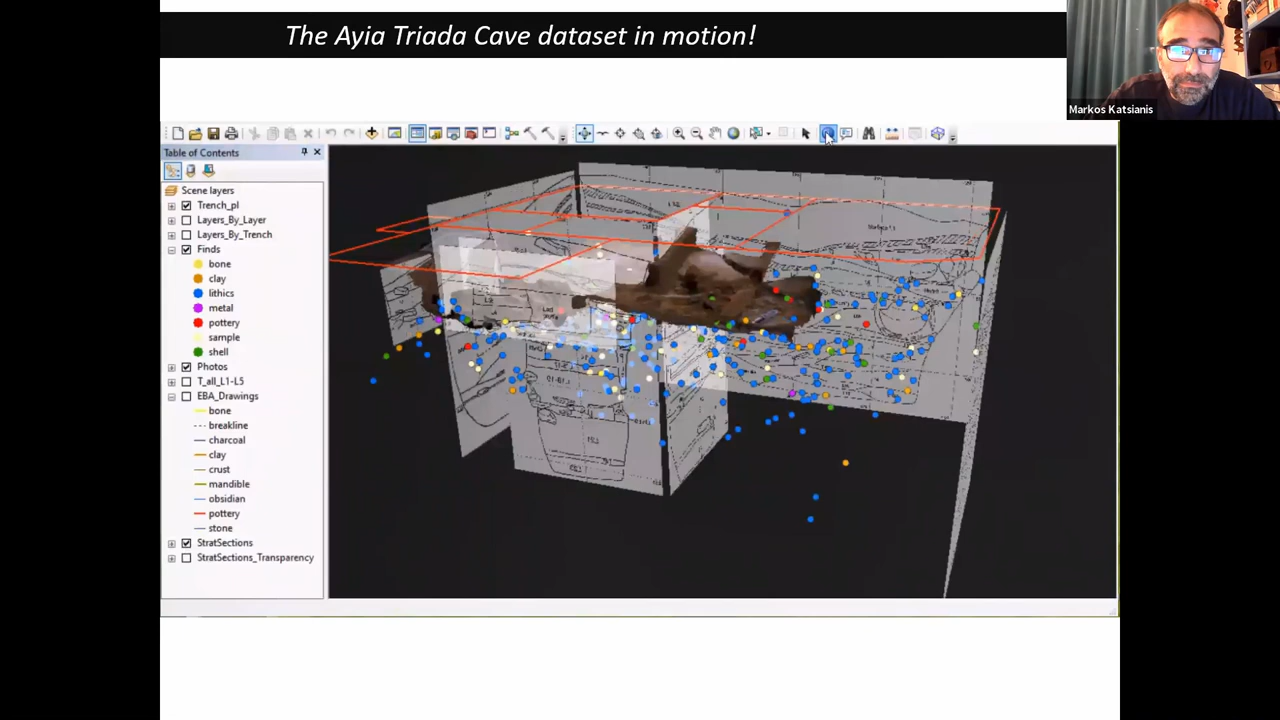 The Ayia Triada Cave dataset in motion!
Markos Katsianis
Table of Contents
Scene layers
Trench_pl
Layers_By_Layer
Layers_By_Trench
Finds
bone
clay
lithics
metal
pottery
sample
shell
Photos
T_all_L1-L5
EBA_Drawings
bone
breakline
charcoal
clay
crust
mandible
obsidian
pottery
stone
StratSections
StratSections_Transparency